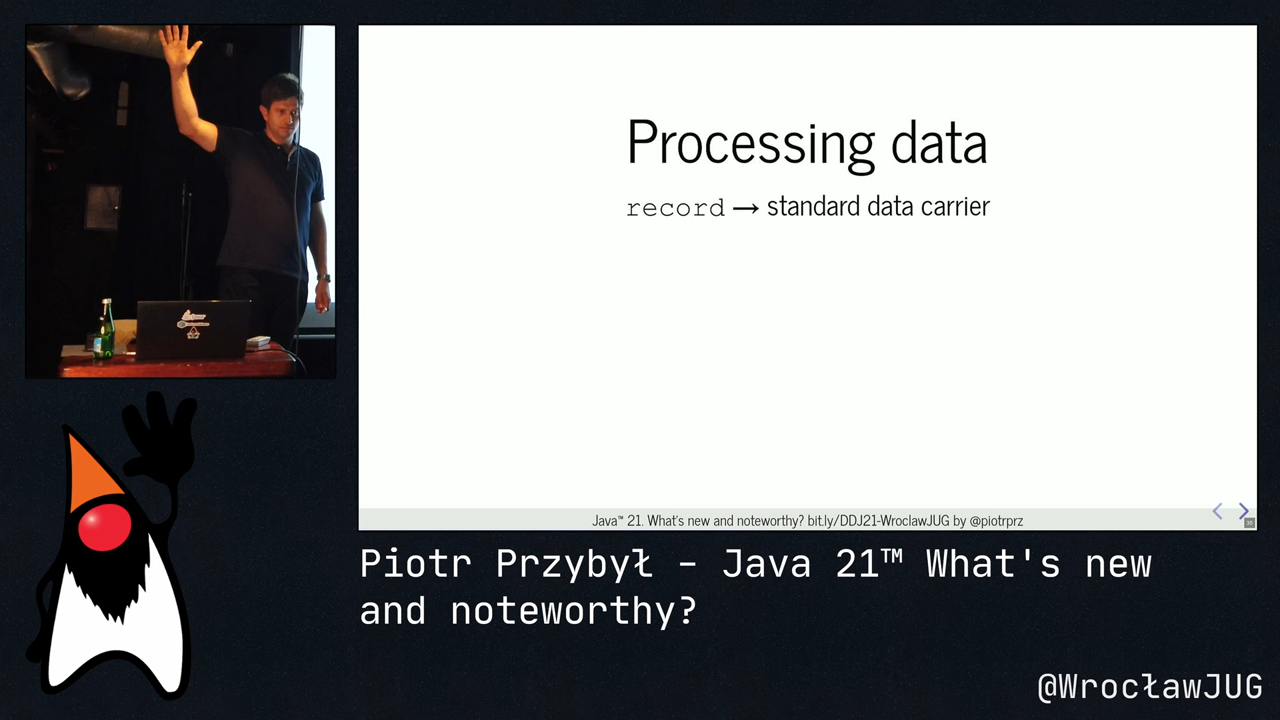 Processing data
record → standard data carrier
Java™ 21. What's new and noteworthy? bit.ly/DDJ21-WroclawJUG by @piotrprz
Piotr Przybył – Java 21™ What's new
and noteworthy?
@WrocławJUG